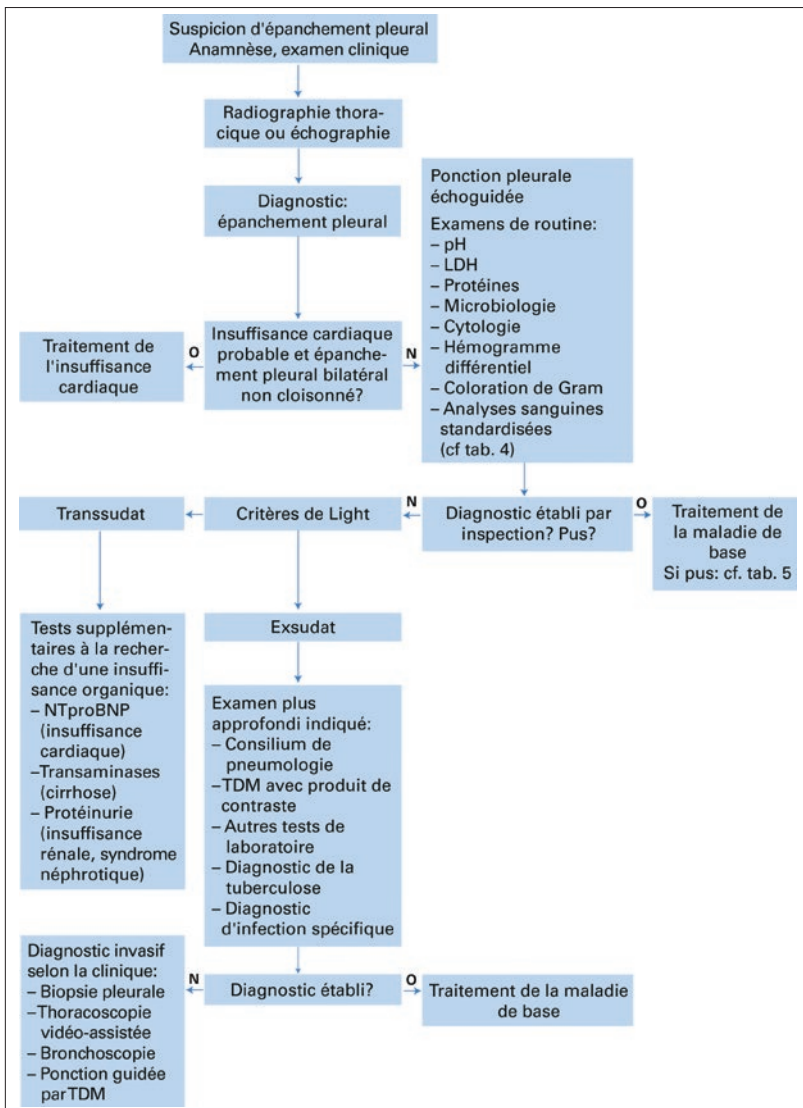 Suspicion d'épanchement pleural
Anamnèse, examen clinique
Radiographie thora-
cique ou échographie
Diagnostic:
épanchement pleural
Ponction pleurale
échoguidée
Examens de routine:
– pH
– LDH
– Protéines
– Microbiologie
– Cytologie
– Hémogramme
différentiel
– Coloration de Gram
– Analyses sanguines
standardisées
(cf tab. 4)
Traitement de
l'insuffisance
cardiaque
O
Insuffisance cardiaque
probable et épanche-
ment pleural bilatéral
non cloisonné?
N
Transsudat
Critères de Light
N
Diagnostic établi par
inspection? Pus?
O
Traitement de
la maladie de
base
Si pus: cf. tab. 5
Tests supplémen-
taires à la recher-
che d'une insuffi-
sance organique:
– NTproBNP
(insuffisance
cardiaque)
–Transaminases
(cirrhose)
– Protéinurie
(insuffisance
rénale, syndrome
néphrotique)
Exsudat
Examen plus
approfondi indiqué:
– Consilium de
pneumologie
–TDM avec produit de
contraste
– Autres tests de
laboratoire
– Diagnostic de la
tuberculose
– Diagnostic
d'infection spécifique
Diagnostic invasif
selon la clinique:
– Biopsie pleurale
–Thoracoscopie
vidéo-assistée
– Bronchoscopie
– Ponction guidée
parTDM
N
Diagnostic établi?
O
Traitement de la maladie
de base